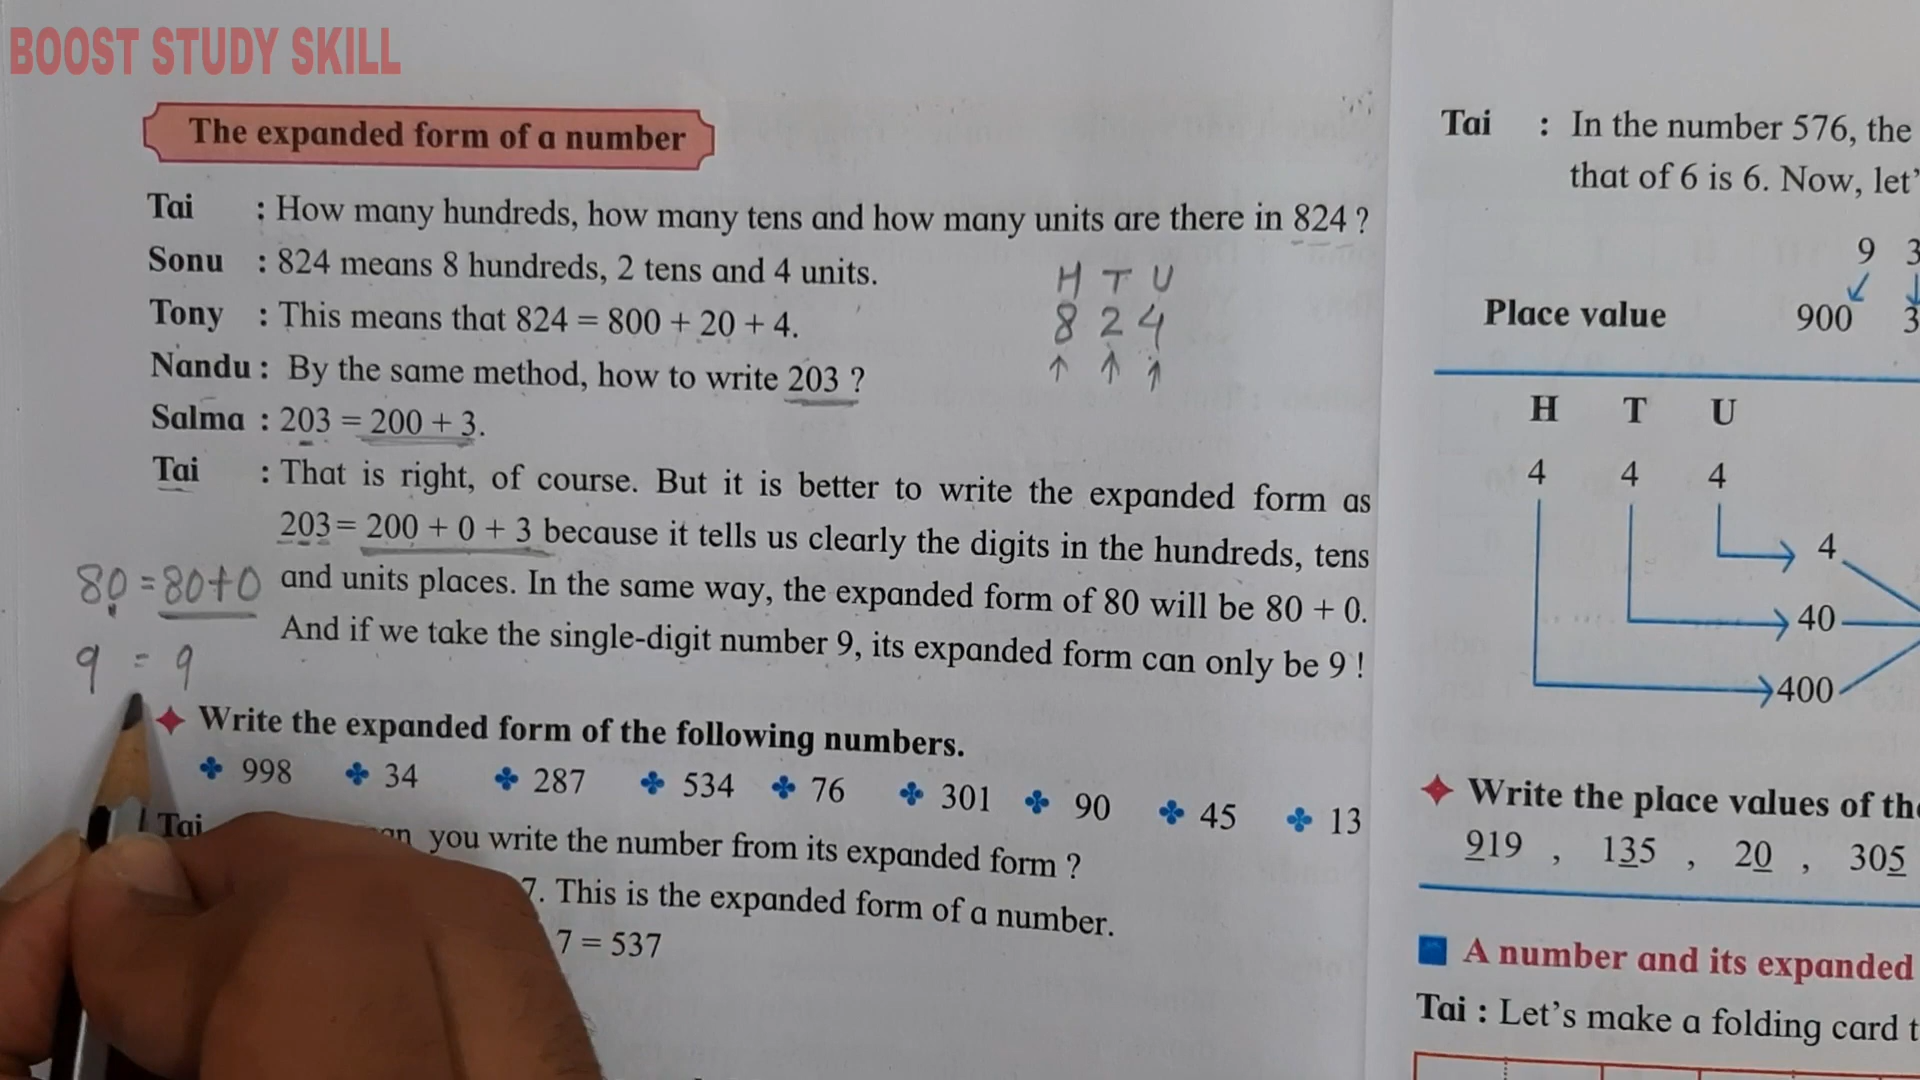 BOOST STUDY SKILL
The expanded form of a number
Tai : How many hundreds, how many tens and how many units are there in 824 ?
Sonu : 824 means 8 hundreds, 2 tens and 4 units.
Tony : This means that 824 = 800 + 20 + 4.
Nandu : By the same method, how to write 203 ?
Salma : 203 = 200 + 3.
H T U
8 2 4
Tai : That is right, of course. But it is better to write the expanded form as
203 = 200 + 0 + 3 because it tells us clearly the digits in the hundreds, tens
and units places. In the same way, the expanded form of 80 will be 80 + 0.
And if we take the single-digit number 9, its expanded form can only be 9 !
80 = 80+0
9 = 9
Write the expanded form of the following numbers.
998 34 287 534 76 301 90 45 13
Tai you write the number from its expanded form ?
7. This is the expanded form of a number.
7 = 537
Tai : In the number 576, the
that of 6 is 6. Now, let'
9 3
Place value 900 3
H T U
4 4 4
4
40
400
Write the place values of
919 , 135 , 20 , 305
A number and its expanded
Tai : Let's make a folding card